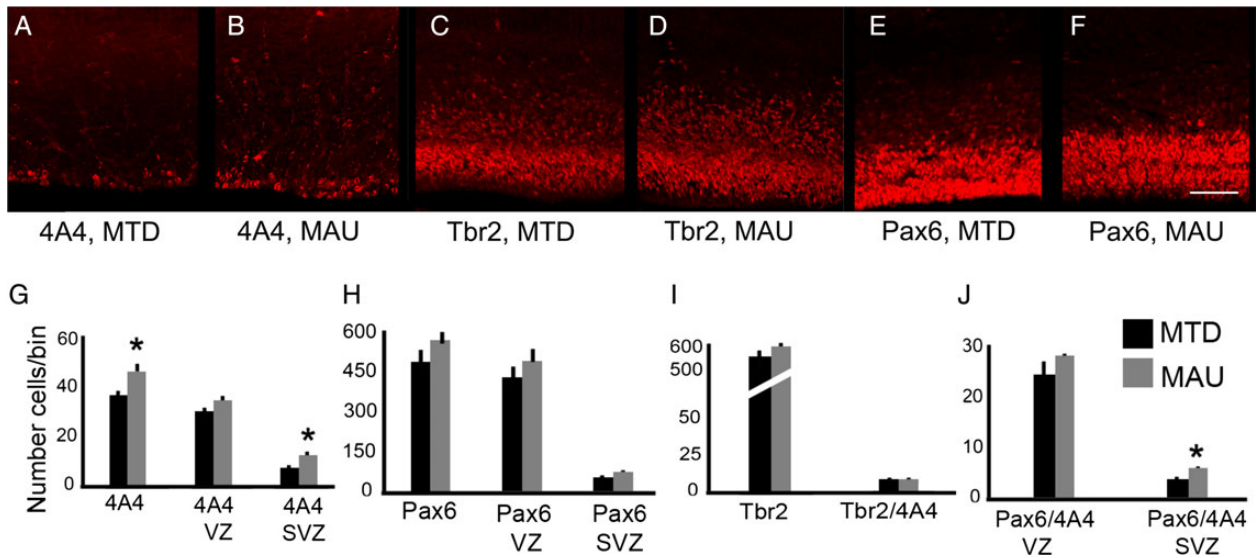 A B C D E F
4A4, MTD 4A4, MAU Tbr2, MTD Tbr2, MAU Pax6, MTD Pax6, MAU
G
Number cells/bin
60
40
20
0
*
*
4A4 4A4 4A4
VZ SVZ
H
600
450
300
150
0
Pax6 Pax6 Pax6
VZ SVZ
I
600
500
50
25
0
Tbr2 Tbr2/4A4
J
MTD
MAU
30
20
10
0
*
Pax6/4A4 Pax6/4A4
VZ SVZ